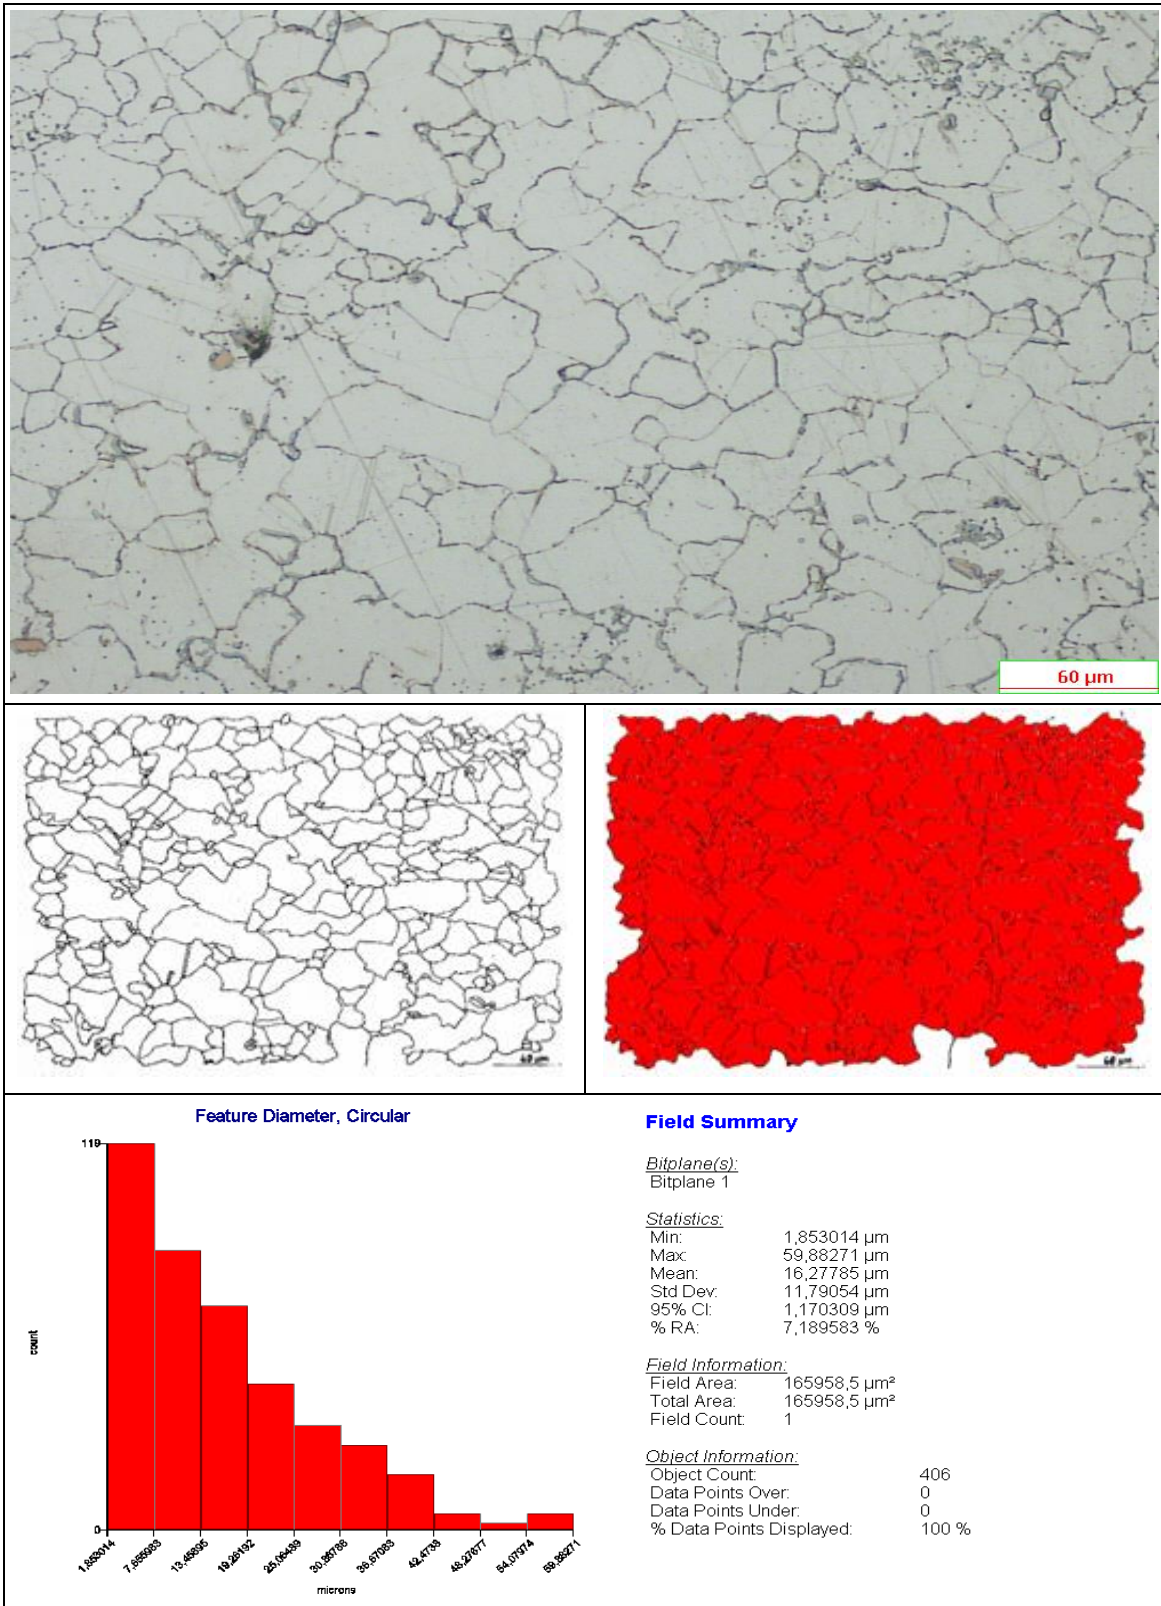 60 µm
60 µm
60 µm
Feature Diameter, Circular
119
count
0
1,853014
7,655983
13,45895
19,26192
25,06489
30,86786
36,67083
42,4738
48,27677
54,07974
59,88271
microns
Field Summary
Bitplane(s):
Bitplane 1
Statistics:
Min: 1,853014 µm
Max: 59,88271 µm
Mean: 16,27785 µm
Std Dev: 11,79054 µm
95% CI: 1,170309 µm
% RA: 7,189583 %
Field Information:
Field Area: 165958,5 µm²
Total Area: 165958,5 µm²
Field Count: 1
Object Information:
Object Count: 406
Data Points Over: 0
Data Points Under: 0
% Data Points Displayed: 100 %